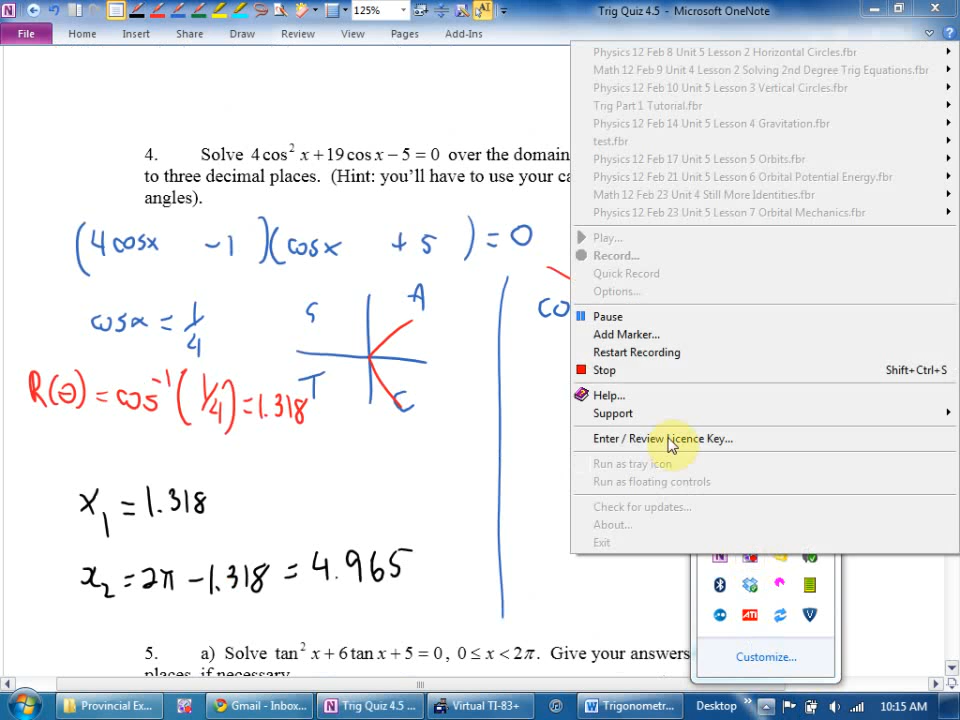 125%
Trig Quiz 4.5 - Microsoft OneNote
File Home Insert Share Draw Review View Pages Add-Ins
4. Solve 4cos² x+19cosx−5=0 over the domain
to three decimal places. (Hint: you'll have to use your ca
angles).
(4cosx −1)(cosx +5)=0
cosx = 1/4
S A
T C
co
R(θ) = cos⁻¹(1/4)=1.318
x₁ = 1.318
x₂ = 2π −1.318 = 4.965
5. a) Solve tan² x+6tanx+5=0, 0≤x<2π. Give your answers
places, if necessary.
Physics 12 Feb 8 Unit 5 Lesson 2 Horizontal Circles.fbr
Math 12 Feb 9 Unit 4 Lesson 2 Solving 2nd Degree Trig Equations.fbr
Physics 12 Feb 10 Unit 5 Lesson 3 Vertical Circles.fbr
Trig Part 1 Tutorial.fbr
Physics 12 Feb 14 Unit 5 Lesson 4 Gravitation.fbr
test.fbr
Physics 12 Feb 17 Unit 5 Lesson 5 Orbits.fbr
Physics 12 Feb 21 Unit 5 Lesson 6 Orbital Potential Energy.fbr
Math 12 Feb 23 Unit 4 Still More Identities.fbr
Physics 12 Feb 23 Unit 5 Lesson 7 Orbital Mechanics.fbr
Play...
Record...
Quick Record
Options...
Pause
Add Marker...
Restart Recording
Stop Shift+Ctrl+S
Help...
Support
Enter / Review Licence Key...
Run as tray icon
Run as floating controls
Check for updates...
About...
Exit
Customize...
Provincial Ex... Gmail - Inbox... Trig Quiz 4.5 ... Virtual TI-83+ Trigonometr... Desktop 10:15 AM